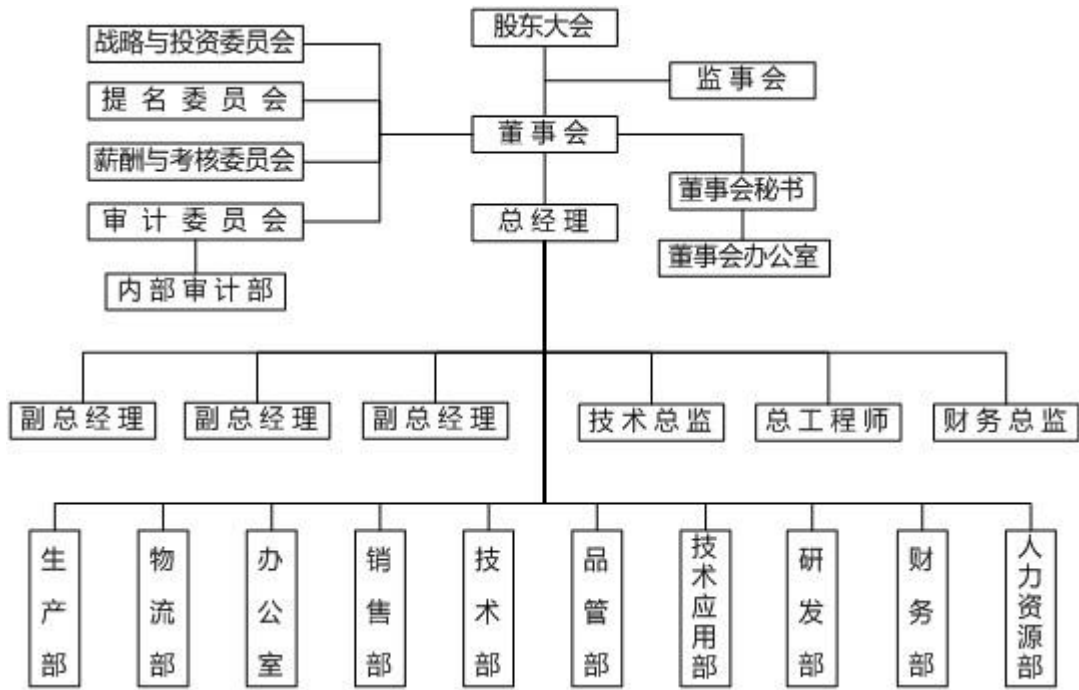 股东大会
战略与投资委员会
监事会
提名委员会
董事会
薪酬与考核委员会
董事会秘书
审计委员会
总经理
董事会办公室
内部审计部
副总经理
副总经理
副总经理
技术总监
总工程师
财务总监
生产部
物流部
办公室
销售部
技术部
品管部
技术应用部
研发部
财务部
人力资源部